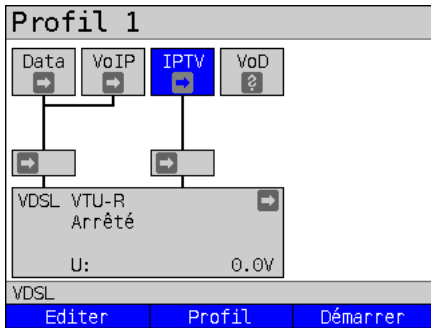 Profil 1
Data VoIP IPTV VoD
?
VDSL VTU-R
Arrêté
U: 0.0V
VDSL
Editer Profil Démarrer